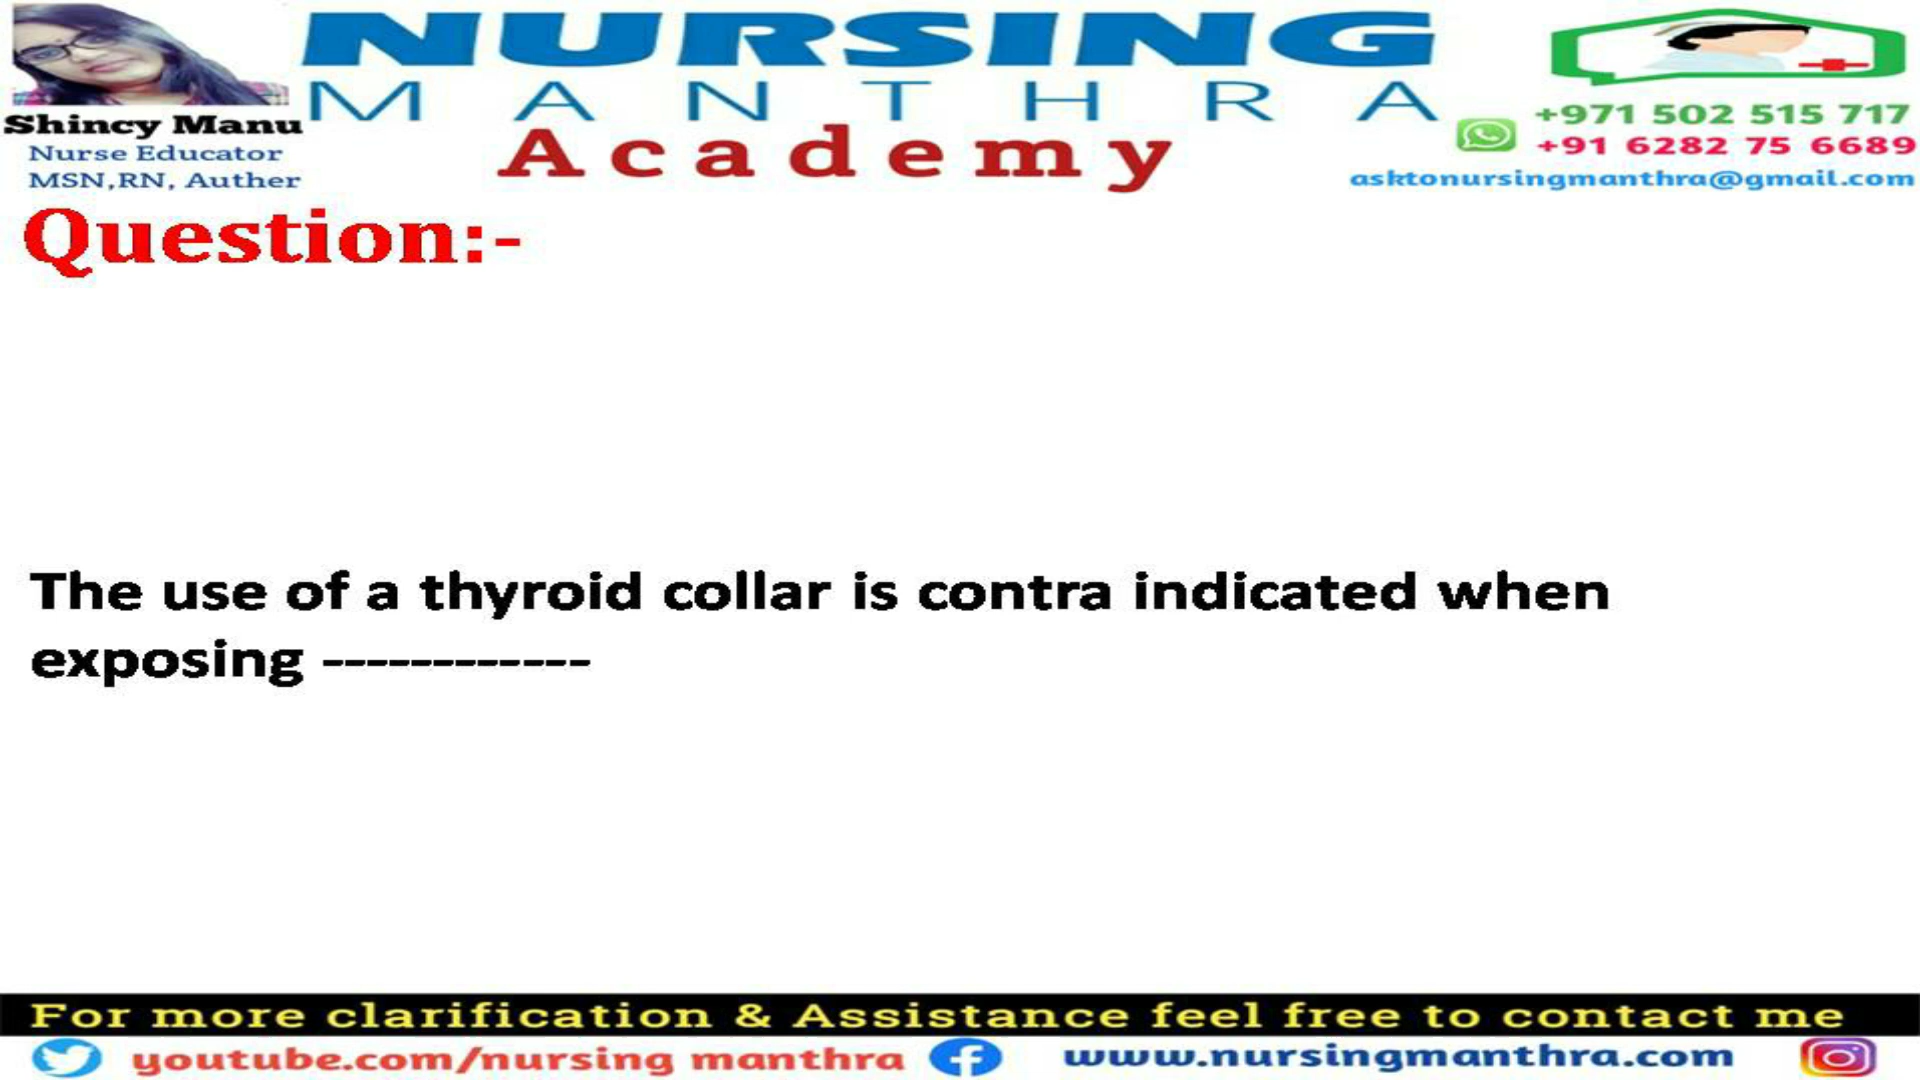 NURSING
MANTHRA
Academy
Shincy Manu
Nurse Educator
MSN,RN, Auther
+971 502 515 717
+91 6282 75 6689
asktonursingmanthra@gmail.com
Question:-
The use of a thyroid collar is contra indicated when
exposing ------------
For more clarification & Assistance feel free to contact me
youtube.com/nursing manthra
www.nursingmanthra.com